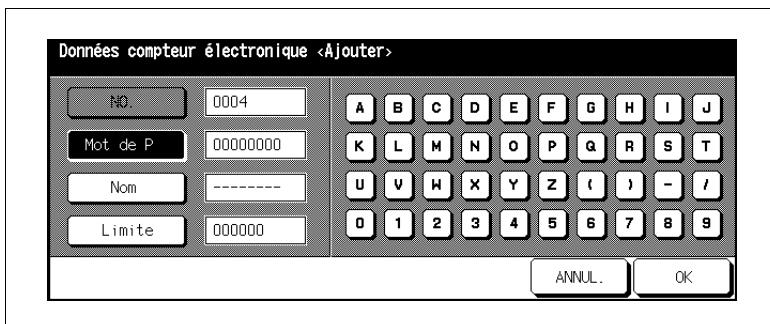 Données compteur électronique <Ajouter>
NO. 0004 A B C D E F G H I J
Mot de P 00000000 K L M N O P Q R S T
Nom -------- U V W X Y Z ( ) - /
Limite 000000 0 1 2 3 4 5 6 7 8 9
ANNUL. OK